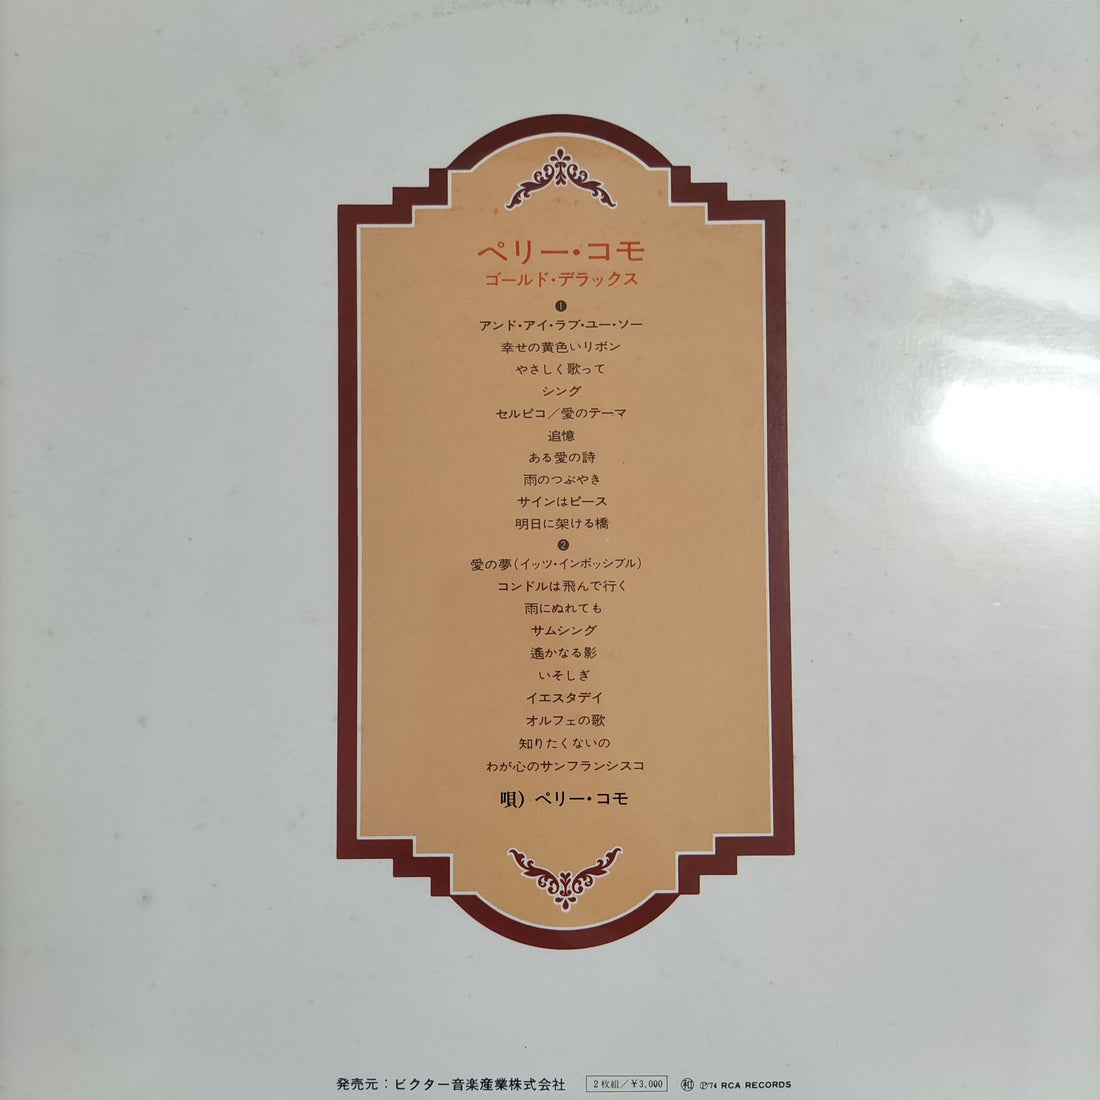 ペリー・コモ
ゴールド・デラックス
❶
アンド・アイ・ラブ・ユー・ソー
幸せの黄色いリボン
やさしく歌って
シング
セルピコ／愛のテーマ
追憶
ある愛の詩
雨のつぶやき
サインはピース
明日に架ける橋
❷
愛の夢(イッツ・インポッシブル)
コンドルは飛んで行く
雨にぬれても
サムシング
遙かなる影
いそしぎ
イエスタデイ
オルフェの歌
知りたくないの
わが心のサンフランシスコ
唄) ペリー・コモ
発売元：ビクター音楽産業株式会社 2枚組／¥3,000 ㊒ ℗'74 RCA RECORDS